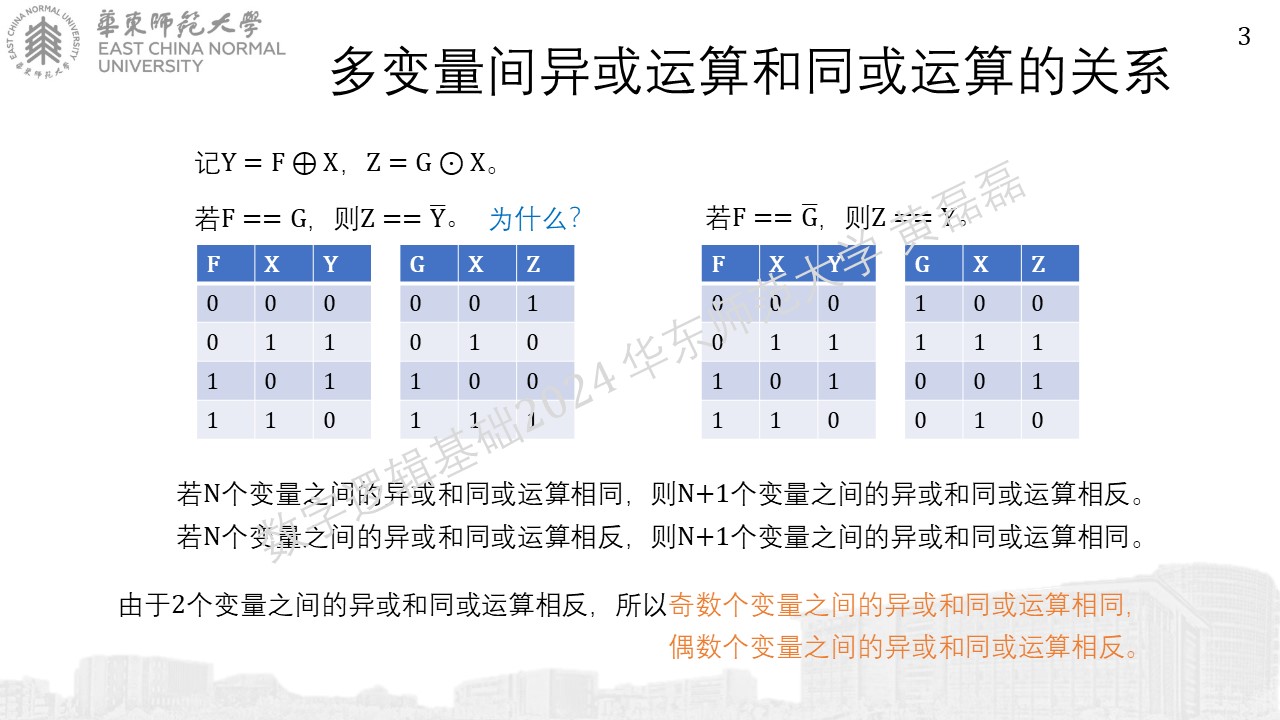 華東師範大學
EAST CHINA NORMAL
UNIVERSITY
EAST CHINA NORMAL UNIVERSITY
華東師範大學
3
多变量间异或运算和同或运算的关系
记Y = F ⊕ X，Z = G ⊙ X。
若F == G，则Z == Y̅。 为什么？
若F == G̅，则Z == Y。
F X Y
0 0 0
0 1 1
1 0 1
1 1 0
G X Z
0 0 1
0 1 0
1 0 0
1 1 1
F X Y
0 0 0
0 1 1
1 0 1
1 1 0
G X Z
1 0 0
1 1 1
0 0 1
0 1 0
若N个变量之间的异或和同或运算相同，则N+1个变量之间的异或和同或运算相反。
若N个变量之间的异或和同或运算相反，则N+1个变量之间的异或和同或运算相同。
由于2个变量之间的异或和同或运算相反，所以奇数个变量之间的异或和同或运算相同，
偶数个变量之间的异或和同或运算相反。
数字逻辑基础2024 华东师范大学 黄磊磊